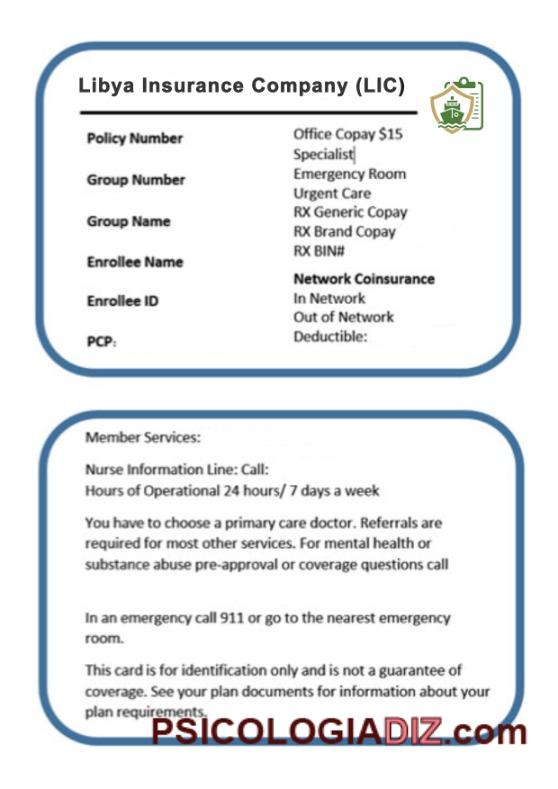 Libya Insurance Company (LIC)
Policy Number
Group Number
Group Name
Enrollee Name
Enrollee ID
PCP:
Office Copay $15
Specialist
Emergency Room
Urgent Care
RX Generic Copay
RX Brand Copay
RX BIN#
Network Coinsurance
In Network
Out of Network
Deductible:
Member Services:
Nurse Information Line: Call:
Hours of Operational 24 hours/ 7 days a week
You have to choose a primary care doctor. Referrals are
required for most other services. For mental health or
substance abuse pre-approval or coverage questions call
In an emergency call 911 or go to the nearest emergency
room.
This card is for identification only and is not a guarantee of
coverage. See your plan documents for information about your
plan requirements.
PSICOLOGIADIZ.com